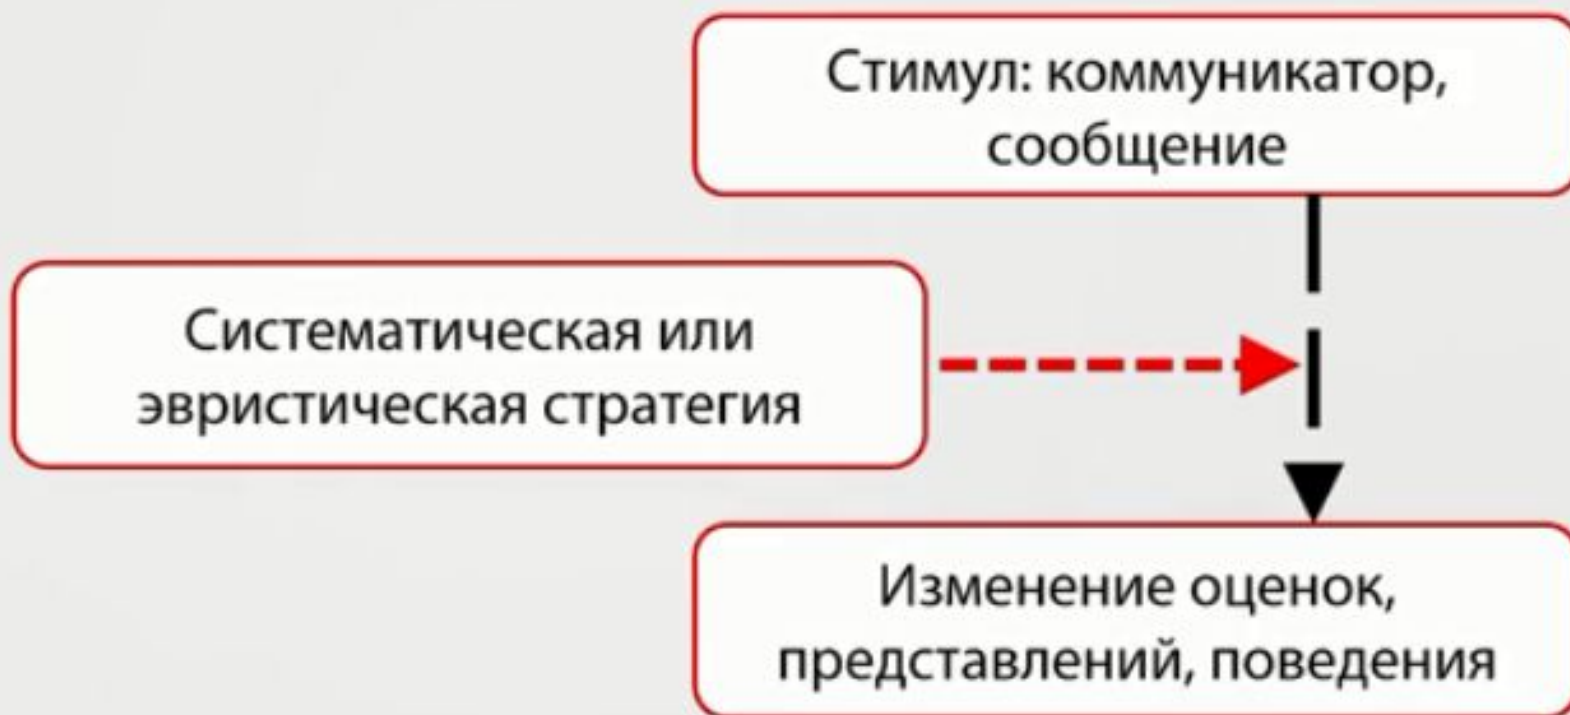 Стимул: коммуникатор,
сообщение
Систематическая или
эвристическая стратегия
Изменение оценок,
представлений, поведения